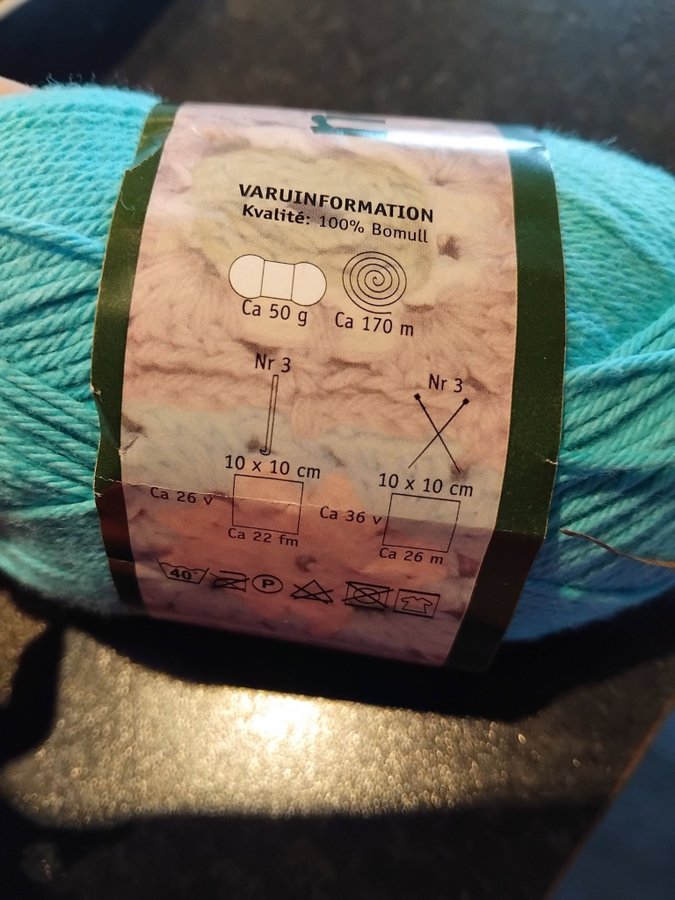 VARUINFORMATION
Kvalité: 100% Bomull
Ca 50 g
Ca 170 m
Nr 3
Nr 3
10 x 10 cm
10 x 10 cm
Ca 26 v
Ca 36 v
Ca 22 fm
Ca 26 m
40°
P